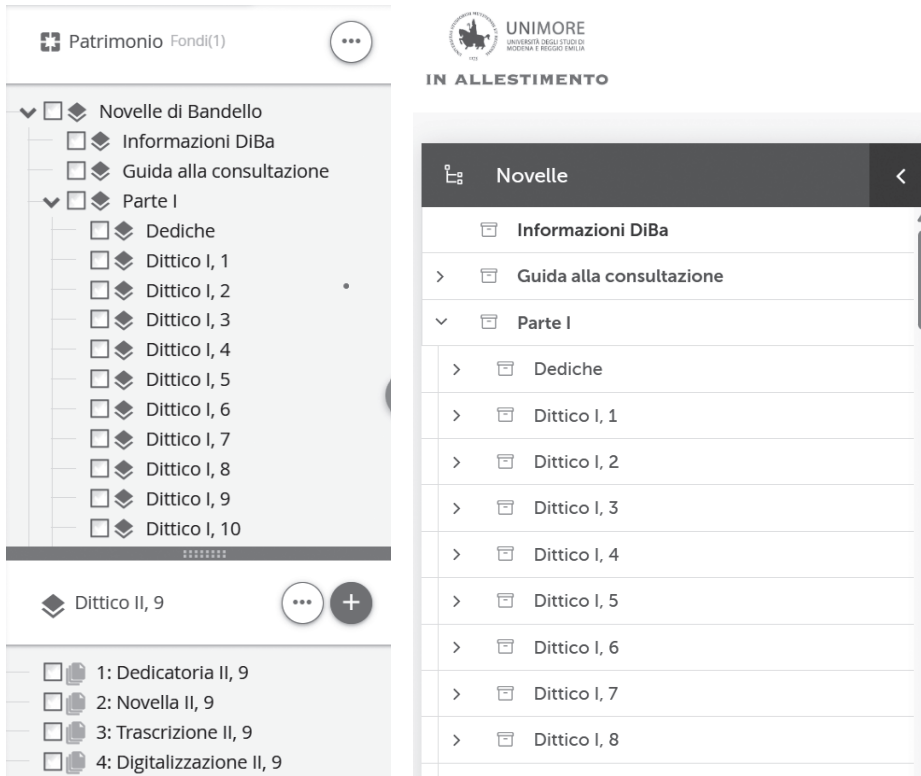 Patrimonio Fondi(1)
Novelle di Bandello
Informazioni DiBa
Guida alla consultazione
Parte I
Dediche
Dittico I, 1
Dittico I, 2
Dittico I, 3
Dittico I, 4
Dittico I, 5
Dittico I, 6
Dittico I, 7
Dittico I, 8
Dittico I, 9
Dittico I, 10
Dittico II, 9
1: Dedicatoria II, 9
2: Novella II, 9
3: Trascrizione II, 9
4: Digitalizzazione II, 9
UNIMORE
UNIVERSITÀ DEGLI STUDI DI
MODENA E REGGIO EMILIA
IN ALLESTIMENTO
Novelle
Informazioni DiBa
Guida alla consultazione
Parte I
Dediche
Dittico I, 1
Dittico I, 2
Dittico I, 3
Dittico I, 4
Dittico I, 5
Dittico I, 6
Dittico I, 7
Dittico I, 8